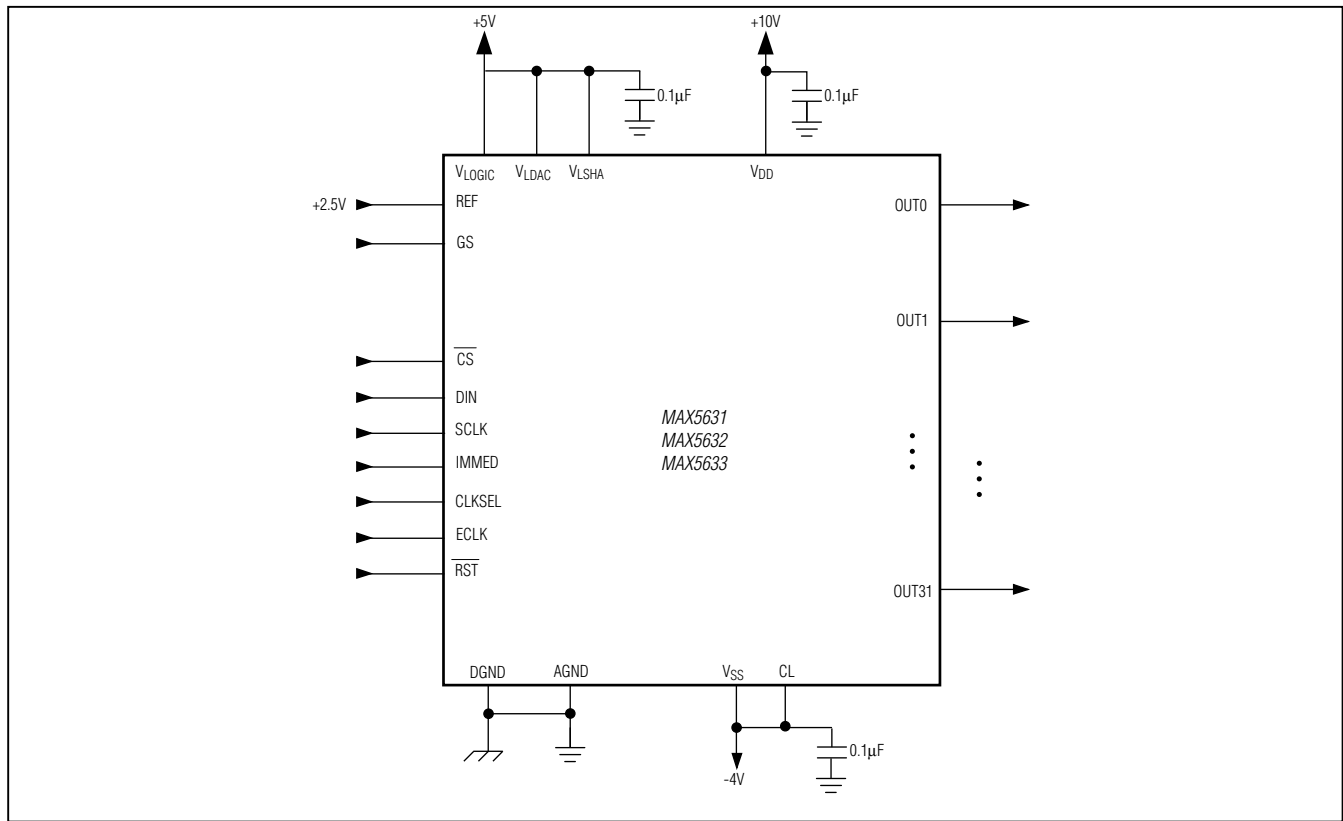 +5V
+10V
0.1µF
0.1µF
VLOGIC
VLDAC
VLSHA
VDD
+2.5V
REF
OUT0
GS
OUT1
CS
DIN
SCLK
IMMED
CLKSEL
ECLK
RST
MAX5631
MAX5632
MAX5633
OUT31
DGND
AGND
VSS
CL
0.1µF
-4V